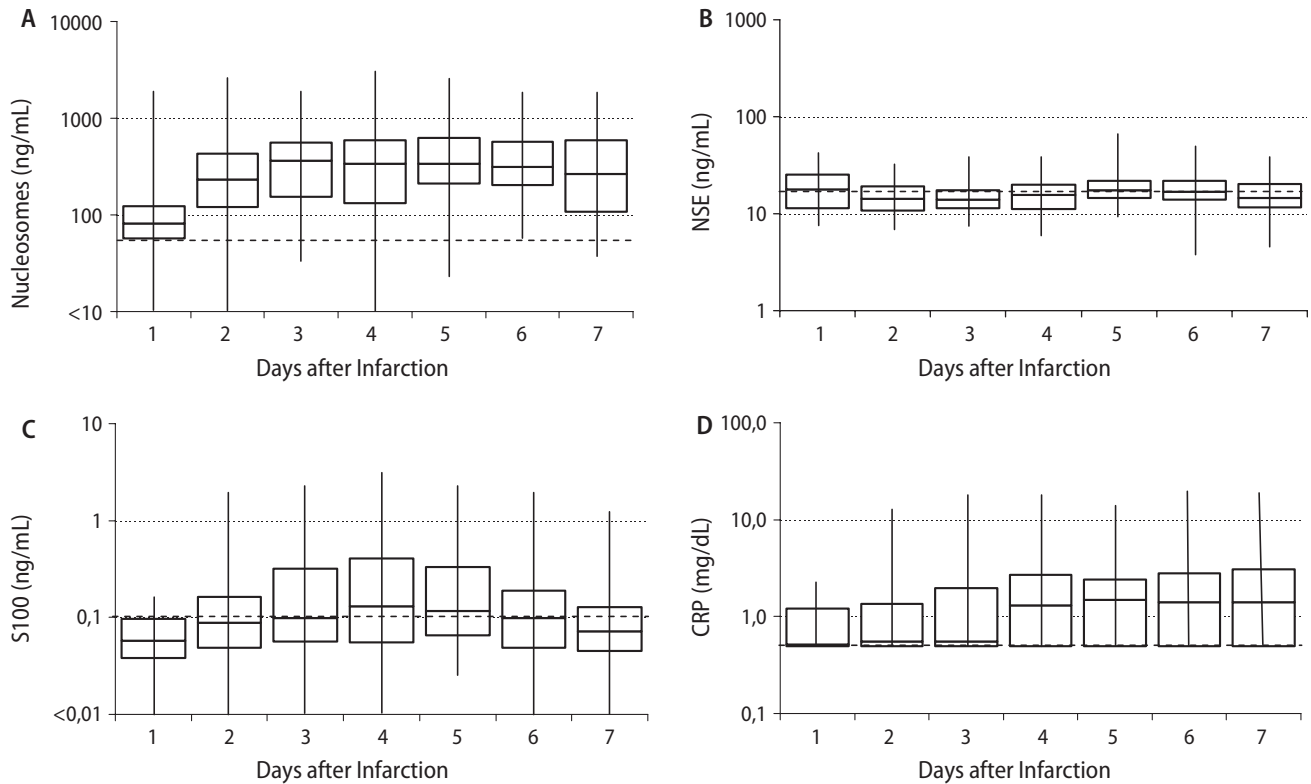 A
Nucleosomes (ng/mL)
10000
1000
100
<10
1 2 3 4 5 6 7
Days after Infarction
B
NSE (ng/mL)
1000
100
10
1
1 2 3 4 5 6 7
Days after Infarction
C
S100 (ng/mL)
10
1
0,1
<0,01
1 2 3 4 5 6 7
Days after Infarction
D
CRP (mg/dL)
100,0
10,0
1,0
0,1
1 2 3 4 5 6 7
Days after Infarction